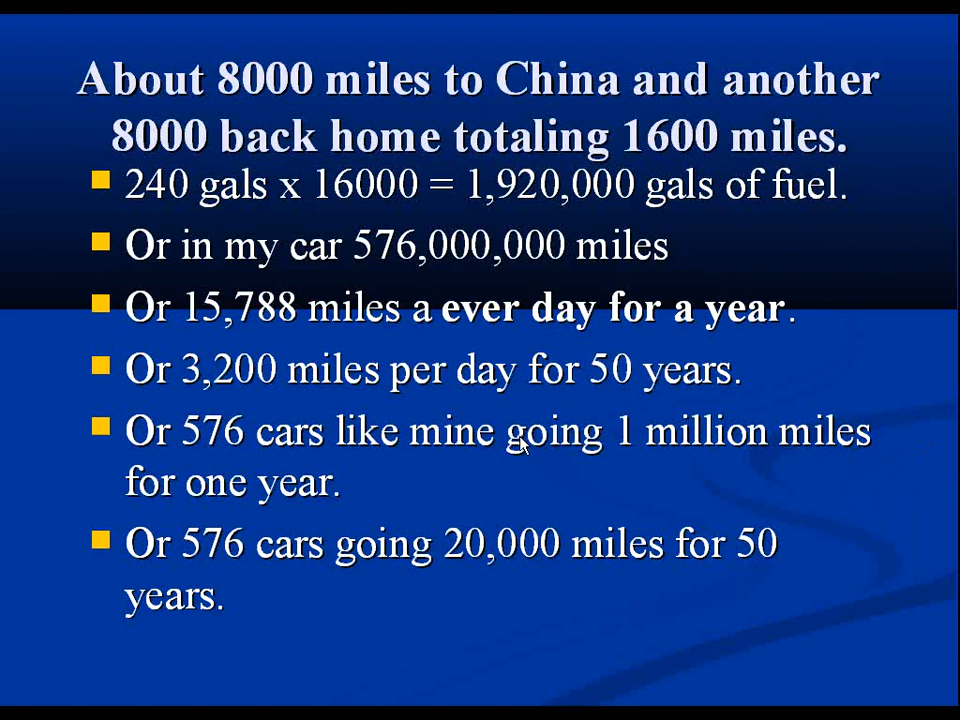 About 8000 miles to China and another
8000 back home totaling 1600 miles.
240 gals x 16000 = 1,920,000 gals of fuel.
Or in my car 576,000,000 miles
Or 15,788 miles a ever day for a year.
Or 3,200 miles per day for 50 years.
Or 576 cars like mine going 1 million miles
for one year.
Or 576 cars going 20,000 miles for 50
years.